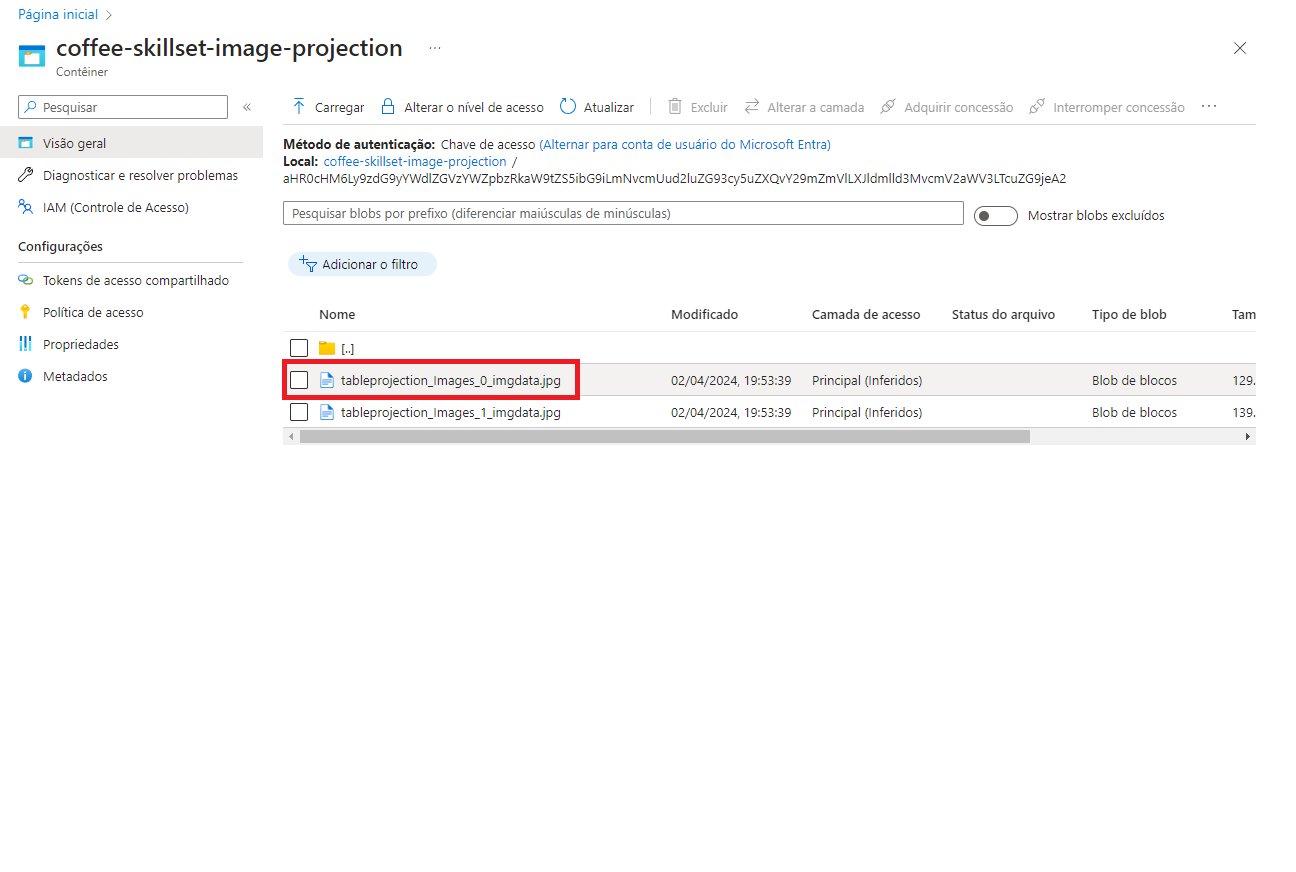 Página inicial
coffee-skillset-image-projection ...
Contêiner
Pesquisar
Visão geral
Diagnosticar e resolver problemas
IAM (Controle de Acesso)
Configurações
Tokens de acesso compartilhado
Política de acesso
Propriedades
Metadados
Carregar Alterar o nível de acesso Atualizar Excluir Alterar a camada Adquirir concessão Interromper concessão ...
Método de autenticação: Chave de acesso (Alternar para conta de usuário do Microsoft Entra)
Local: coffee-skillset-image-projection /
aHR0cHM6Ly9zdG9yYWdlZGVzYWZpbzRkaW9tZS5ibG9iLmNvcmUud2luZG93cy5uZXQvY29mZmVlLXJldmlld3MvcmV2aWV3LTcuZG9jeA2
Pesquisar blobs por prefixo (diferenciar maiúsculas de minúsculas)
Mostrar blobs excluídos
Adicionar o filtro
Nome Modificado Camada de acesso Status do arquivo Tipo de blob Tam
[..]
tableprojection_Images_0_imgdata.jpg 02/04/2024, 19:53:39 Principal (Inferidos) Blob de blocos 129.
tableprojection_Images_1_imgdata.jpg 02/04/2024, 19:53:39 Principal (Inferidos) Blob de blocos 139.